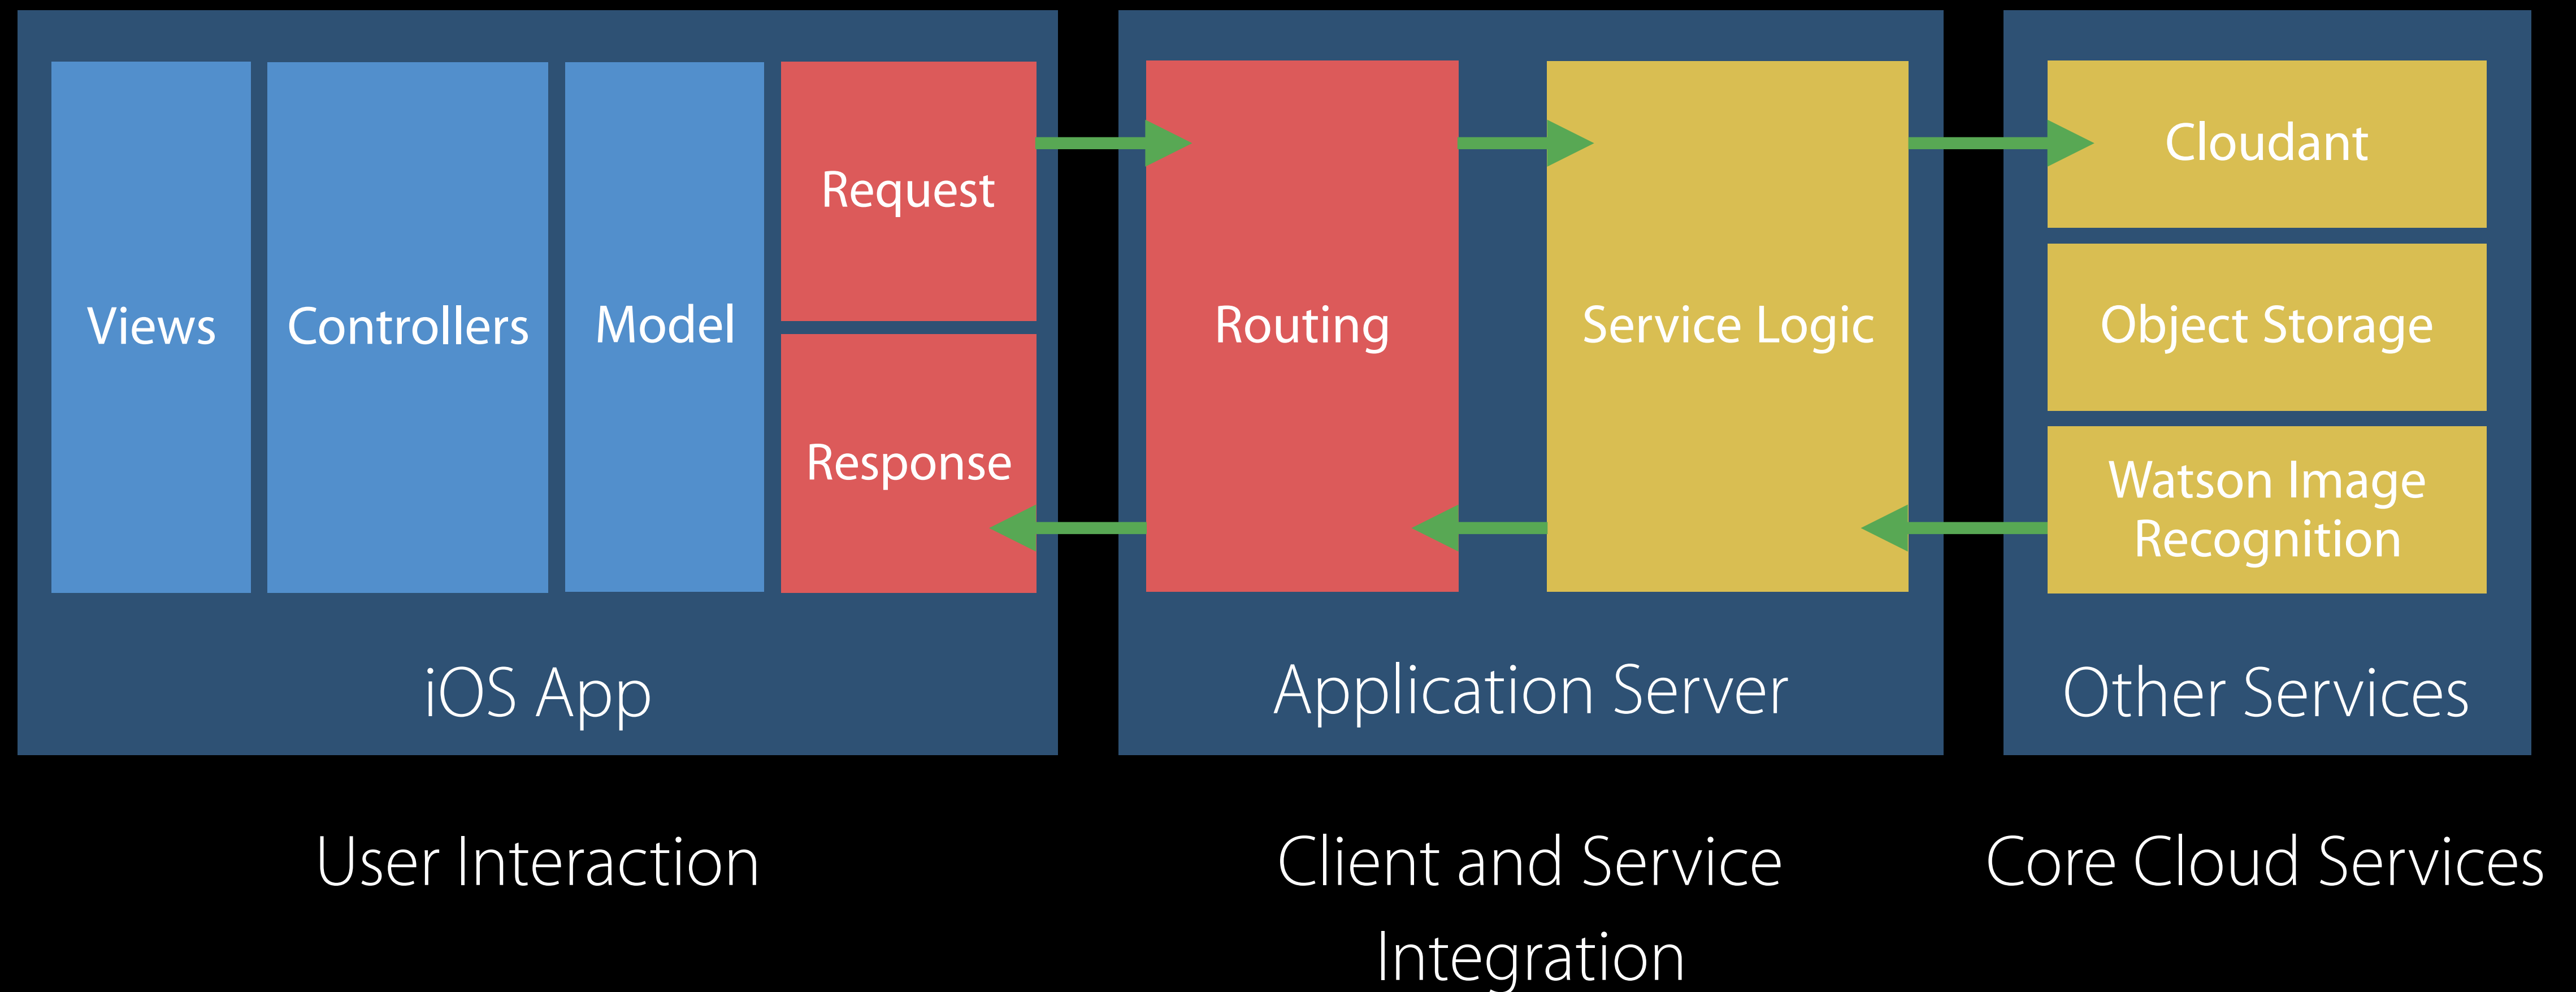 Views
Controllers
Model
Request
Response
iOS App
Routing
Service Logic
Application Server
Cloudant
Object Storage
Watson Image
Recognition
Other Services
User Interaction
Client and Service
Integration
Core Cloud Services